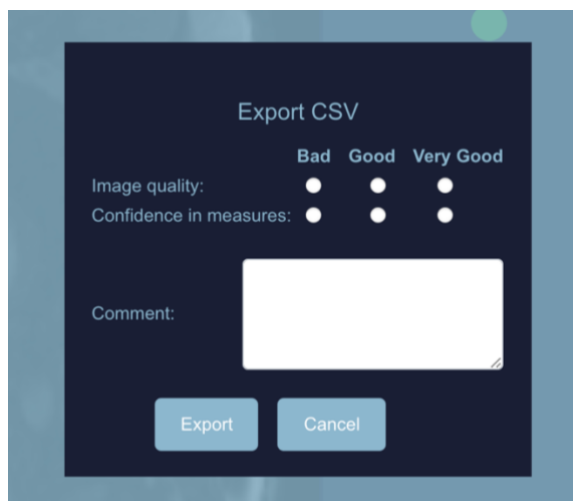 Export CSV
Bad Good Very Good
Image quality:
Confidence in measures:
Comment:
Export Cancel